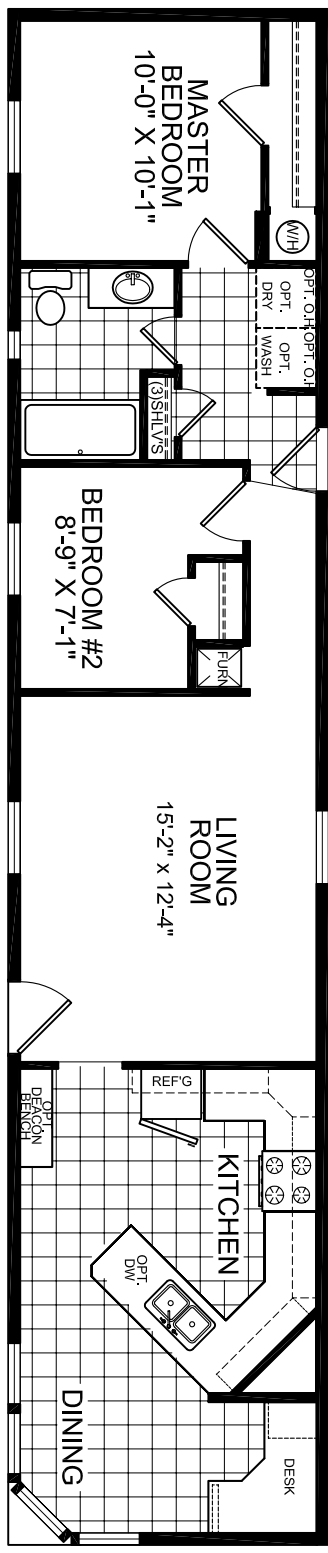 MASTER
BEDROOM
10'-0" X 10'-1"
W/H
OPT. O.H.
OPT. O.H
OPT.
DRY
OPT.
WASH
(3)SHLV'S
BEDROOM #2
8'-9" X 7'-1"
FURN
LIVING
ROOM
15'-2" x 12'-4"
REF'G
OPT.
DEACON
BENCH
KITCHEN
OPT.
DW
DINING
DESK